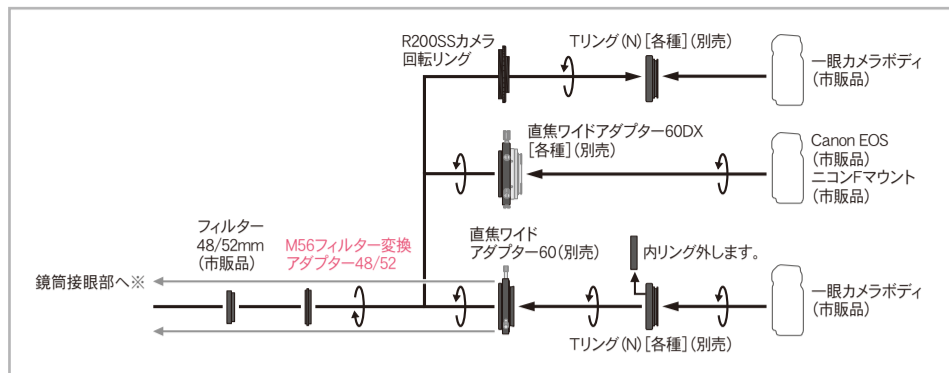 R200SSカメラ
回転リング
Tリング(N)[各種](別売)
一眼カメラボディ
(市販品)
直焦ワイドアダプター60DX
[各種](別売)
Canon EOS
(市販品)
ニコンFマウント
(市販品)
フィルター
48/52mm
(市販品)
M56フィルター変換
アダプター48/52
直焦ワイド
アダプター60(別売)
内リング外します。
鏡筒接眼部へ※
一眼カメラボディ
(市販品)
Tリング(N)[各種](別売)